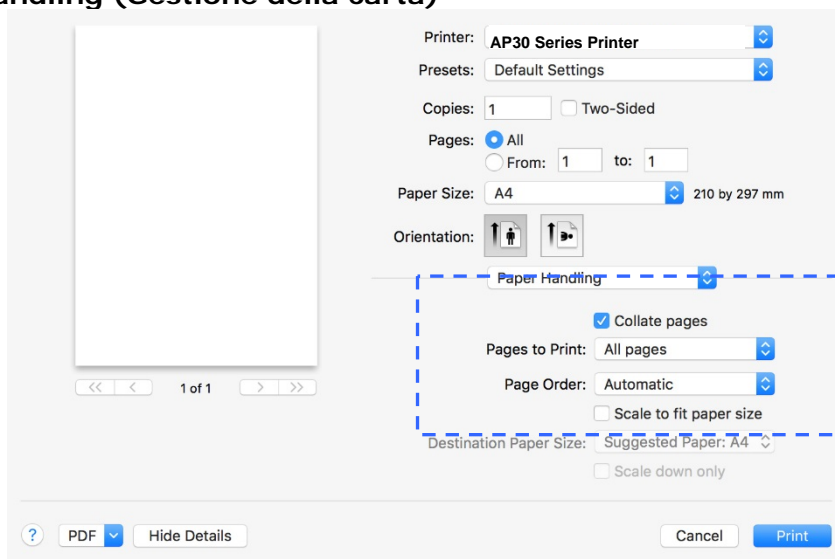 andling (Gestione della carta)
Printer: AP30 Series Printer
Presets: Default Settings
Copies: 1 Two-Sided
Pages: All
From: 1 to: 1
Paper Size: A4 210 by 297 mm
Orientation:
Paper Handling
Collate pages
Pages to Print: All pages
Page Order: Automatic
Scale to fit paper size
Destination Paper Size: Suggested Paper: A4
Scale down only
<< < 1 of 1 > >>
? PDF Hide Details Cancel Print